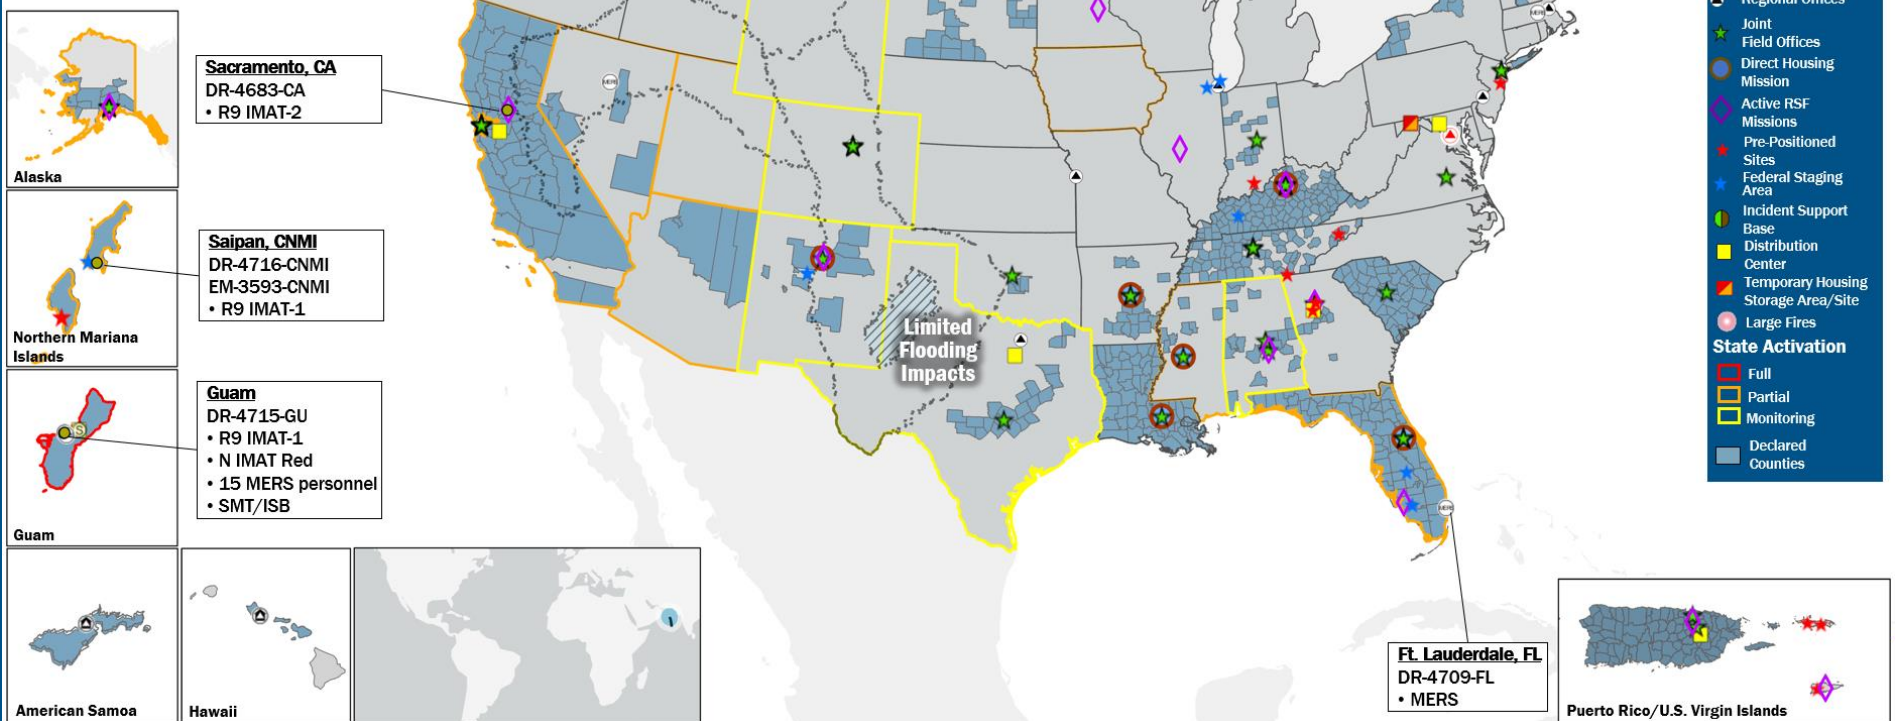 Regional Offices
Joint
Field Offices
Direct Housing
Mission
Active RSF
Missions
Pre-Positioned
Sites
Federal Staging
Area
Incident Support
Base
Distribution
Center
Temporary Housing
Storage Area/Site
Large Fires
State Activation
Full
Partial
Monitoring
Declared
Counties
Alaska
Sacramento, CA
DR-4683-CA
• R9 IMAT-2
MERS
MERS
Northern Mariana
Islands
Saipan, CNMI
DR-4716-CNMI
EM-3593-CNMI
• R9 IMAT-1
Limited
Flooding
Impacts
Guam
DR-4715-GU
• R9 IMAT-1
• N IMAT Red
• 15 MERS personnel
• SMT/ISB
S
Guam
MERS
American Samoa
Hawaii
Ft. Lauderdale, FL
DR-4709-FL
• MERS
Puerto Rico/U.S. Virgin Islands